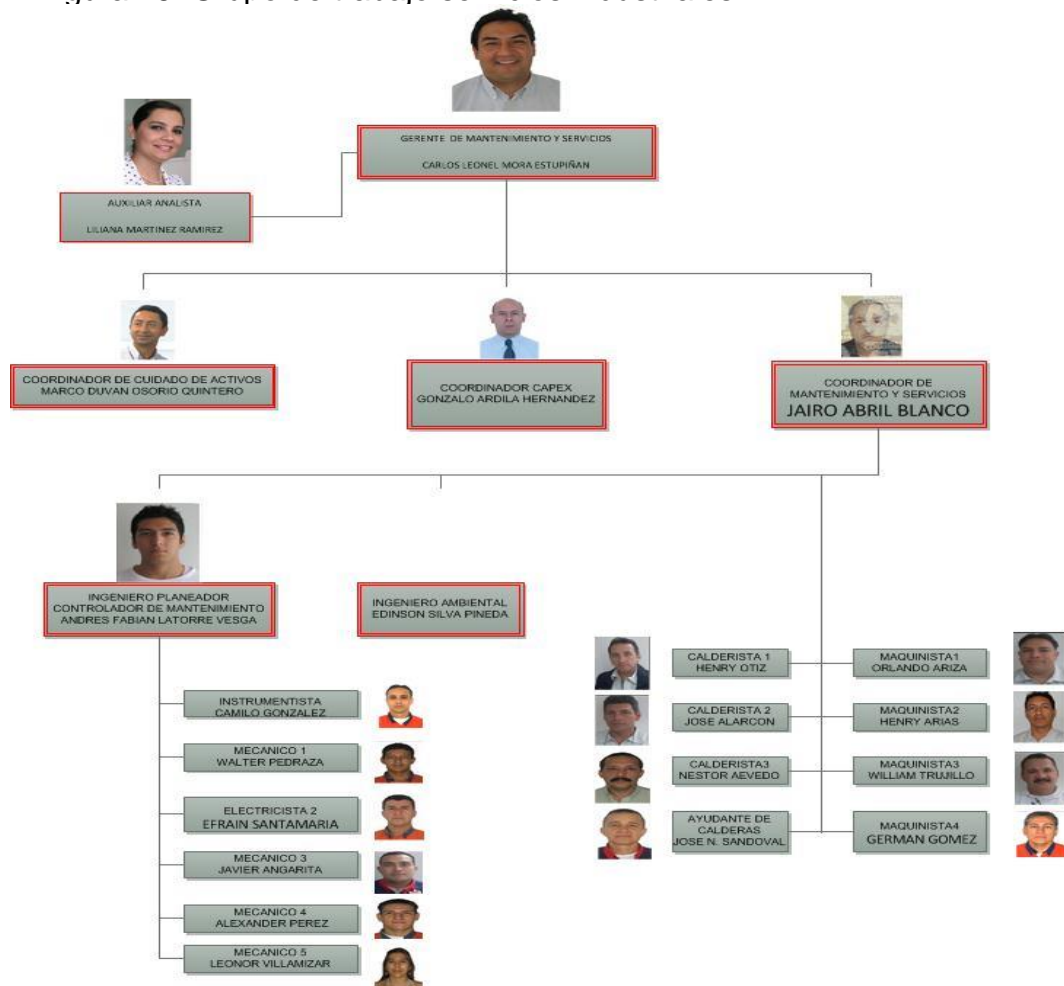 GERENTE DE MANTENIMIENTO Y SERVICIOS
CARLOS LEONEL MORA ESTUPIÑAN
AUXILIAR ANALISTA
LILIANA MARTINEZ RAMIREZ
COORDINADOR DE CUIDADO DE ACTIVOS
MARCO DUVAN OSORIO QUINTERO
COORDINADOR CAPEX
GONZALO ARDILA HERNANDEZ
COORDINADOR DE
MANTENIMIENTO Y SERVICIOS
JAIRO ABRIL BLANCO
INGENIERO PLANEADOR
CONTROLADOR DE MANTENIMIENTO
ANDRES FABIAN LATORRE VESGA
INGENIERO AMBIENTAL
EDINSON SILVA PINEDA
INSTRUMENTISTA
CAMILO GONZALEZ
MECANICO 1
WALTER PEDRAZA
ELECTRICISTA 2
EFRAIN SANTAMARIA
MECANICO 3
JAVIER ANGARITA
MECANICO 4
ALEXANDER PEREZ
MECANICO 5
LEONOR VILLAMIZAR
CALDERISTA 1
HENRY OTIZ
MAQUINISTA1
ORLANDO ARIZA
CALDERISTA 2
JOSE ALARCON
MAQUINISTA2
HENRY ARIAS
CALDERISTA3
NESTOR AEVEDO
MAQUINISTA3
WILLIAM TRUJILLO
AYUDANTE DE
CALDERAS
JOSE N. SANDOVAL
MAQUINISTA4
GERMAN GOMEZ